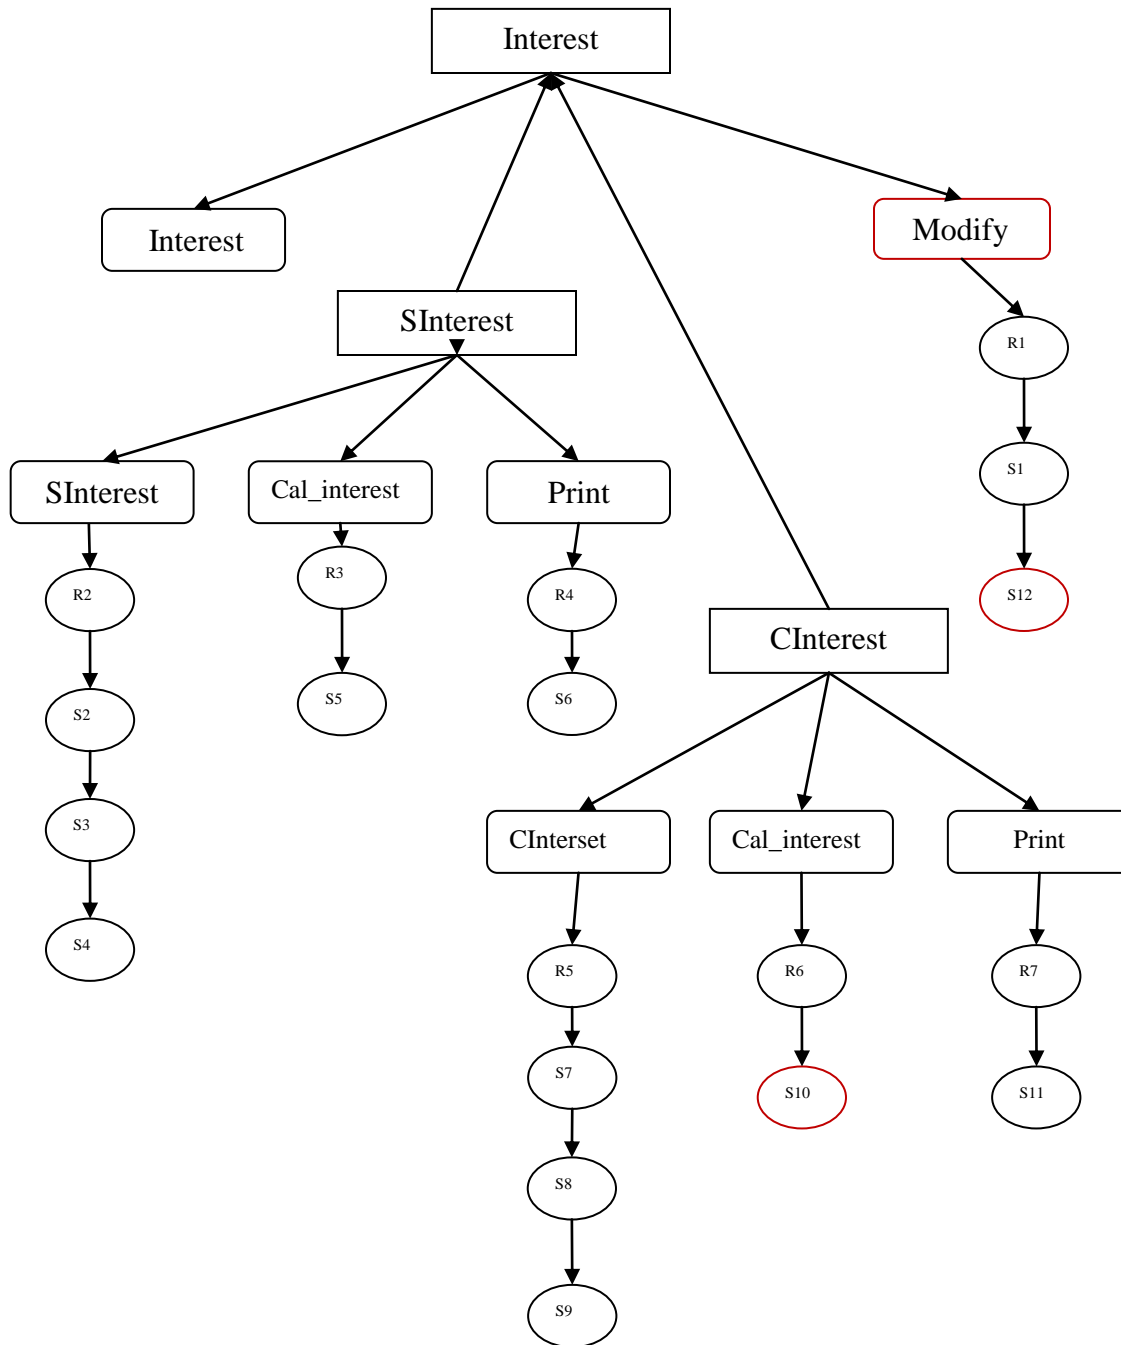 Interest
Interest
Modify
SInterest
R1
S1
SInterest
Cal_interest
Print
R2
R3
R4
S12
CInterest
S2
S5
S6
S3
CInterset
Cal_interest
Print
S4
R5
R6
R7
S7
S10
S11
S8
S9